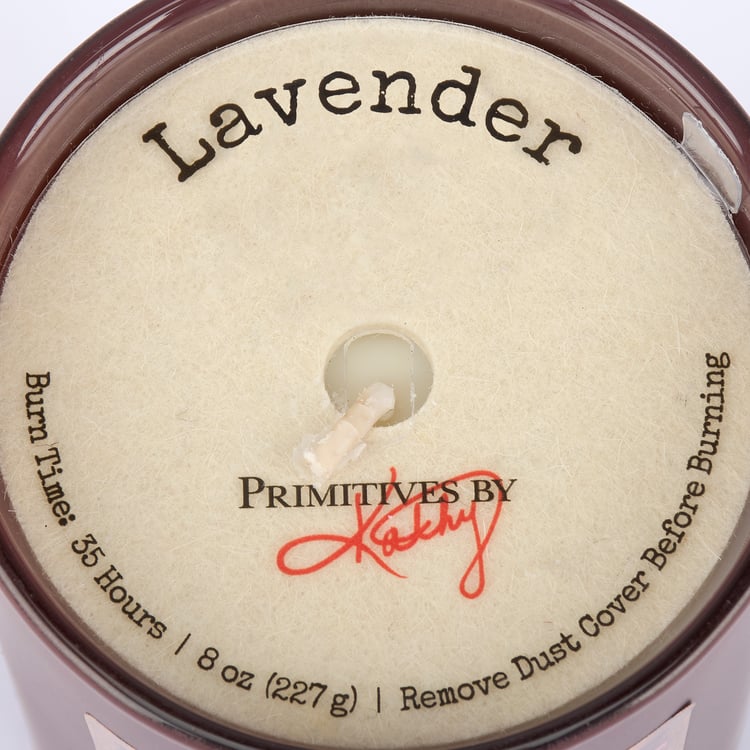 Lavender
PRIMITIVES BY
Kathy
Burn Time: 35 Hours | 8 oz (227 g) | Remove Dust Cover Before Burning